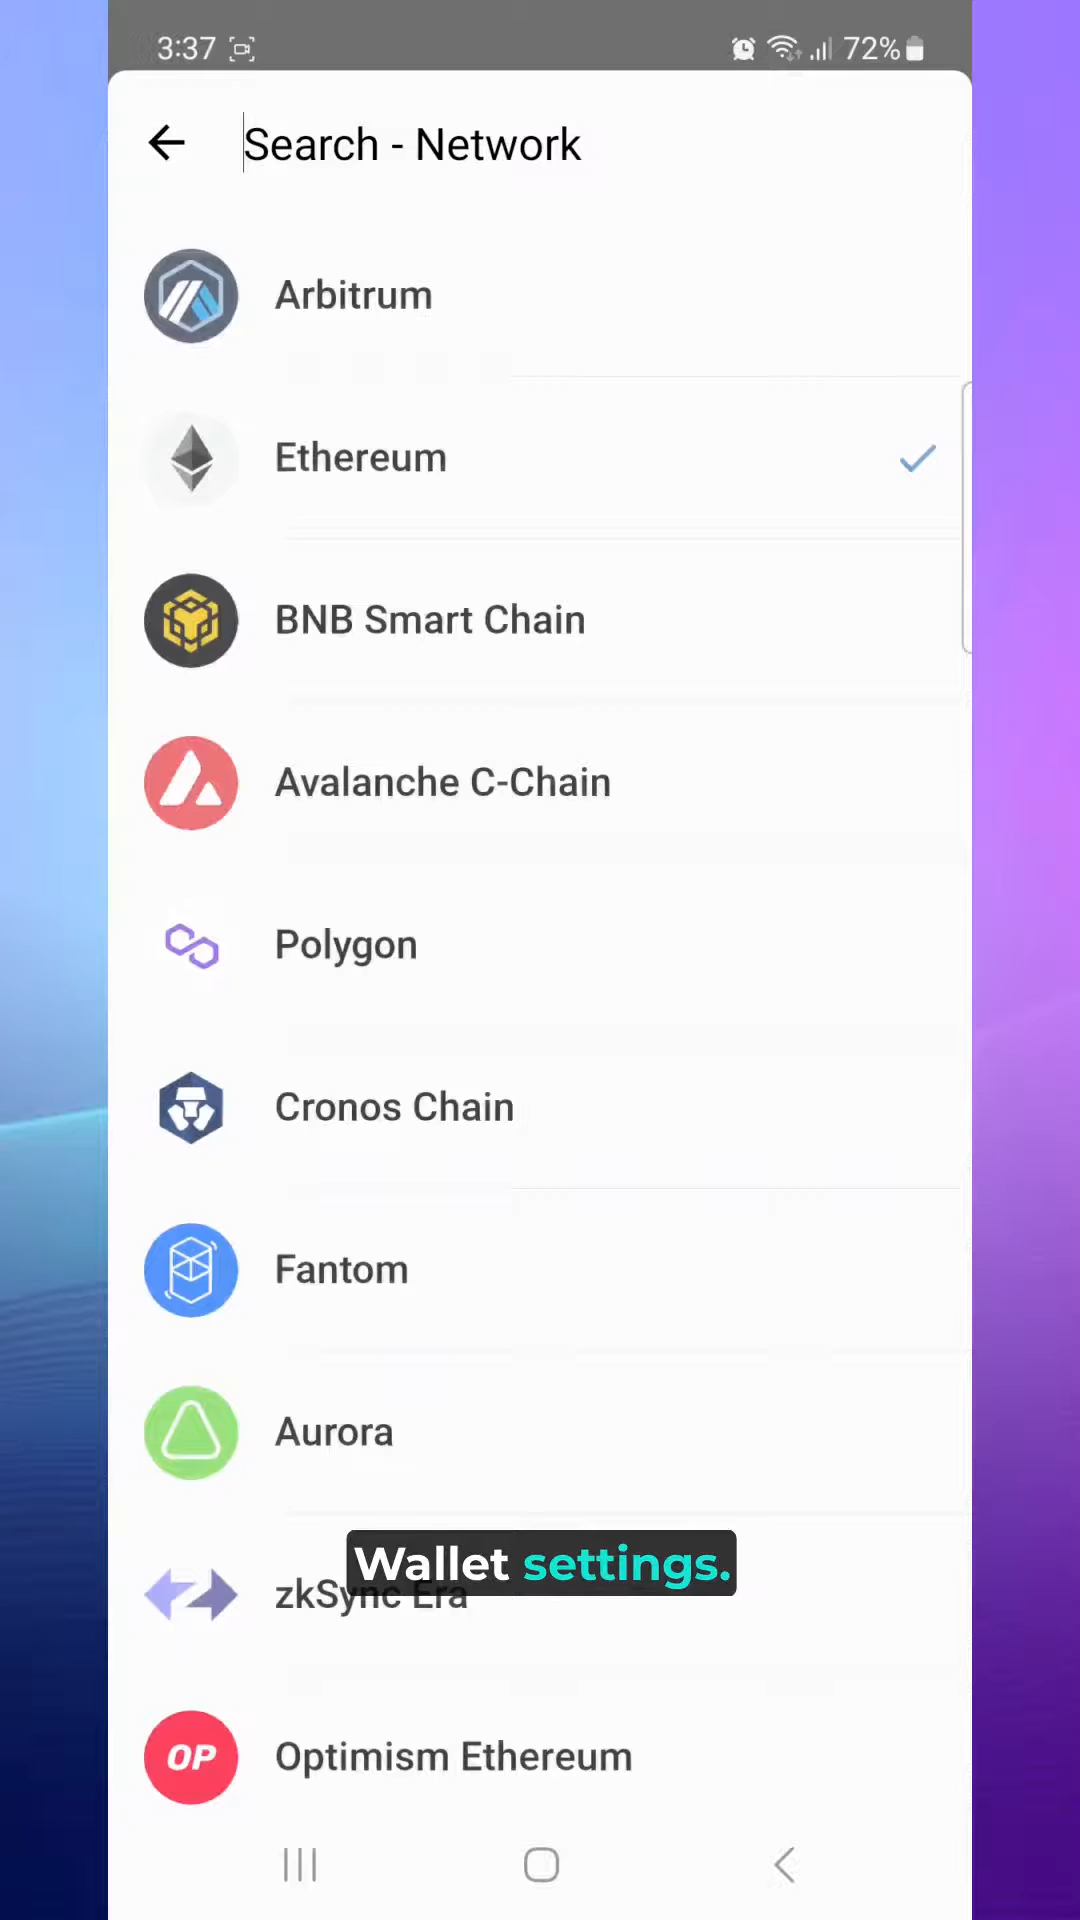 3:37
72%
Search - Network
Arbitrum
Ethereum
BNB Smart Chain
Avalanche C-Chain
Polygon
Cronos Chain
Fantom
Aurora
Wallet settings.
zkSync Era
OP
Optimism Ethereum